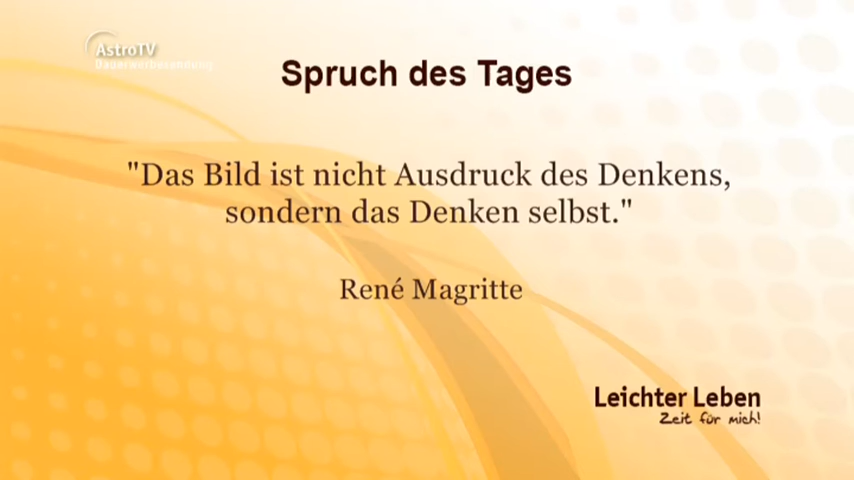 AstroTV
Dauerwerbesendung
Spruch des Tages
"Das Bild ist nicht Ausdruck des Denkens,
sondern das Denken selbst."
René Magritte
Leichter Leben
Zeit für mich!